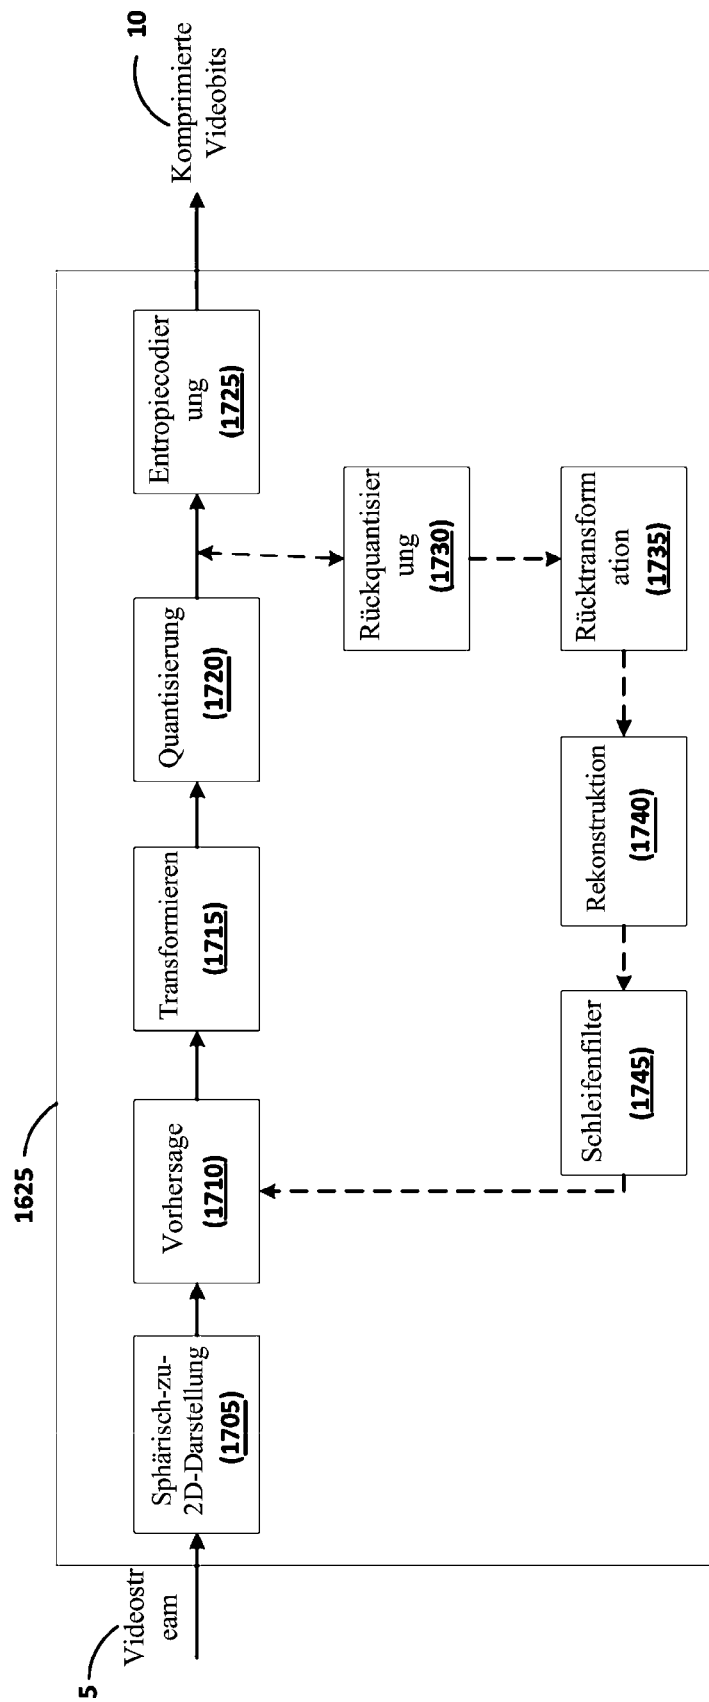 1625
5
Videostr
eam
Sphärisch-zu-
2D-Darstellung
(1705)
Vorhersage
(1710)
Transformieren
(1715)
Quantisierung
(1720)
Entropiecodier
ung
(1725)
Komprimierte
Videobits
10
Rückquantisier
ung
(1730)
Rücktransform
ation
(1735)
Rekonstruktion
(1740)
Schleifenfilter
(1745)